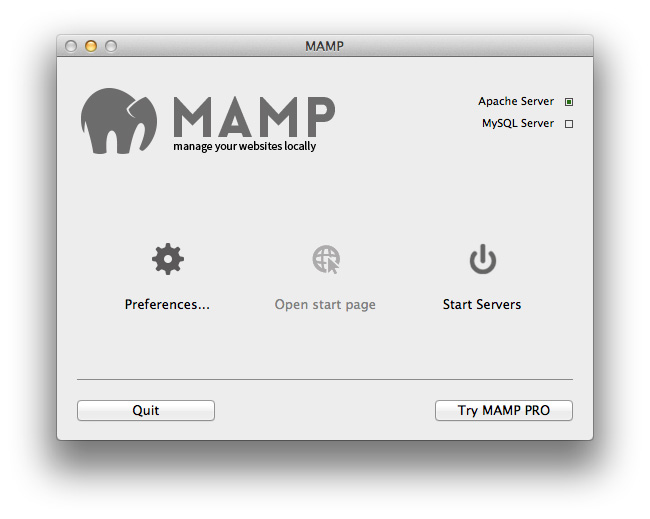 MAMP
MAMP
manage your websites locally
Apache Server
MySQL Server
Preferences...
Open start page
Start Servers
Quit
Try MAMP PRO